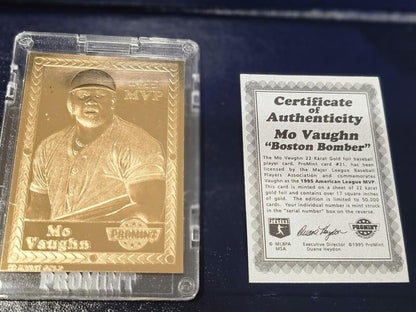 MVP
Mo
Vaughn
PROMINT
PROMINT
Certificate
of
Authenticity
Mo Vaughn
"Boston Bomber"
The Mo Vaughn 22 Karat Gold foil baseball
player card, ProMint card #21, has been
licensed by the Major League Baseball
Players Association and commemorates
Vaughn as the 1995 American League MVP.
This card is minted on a sheet of 22 karat
gold foil and contains over 17 square inches
of gold. The edition is limited to 50,000
cards. Your individual number is mint struck
in the "serial number" box on the reverse.
PROMINT
© MLBPA
MSA
Executive Director
Duane Haydon
©1995 ProMint